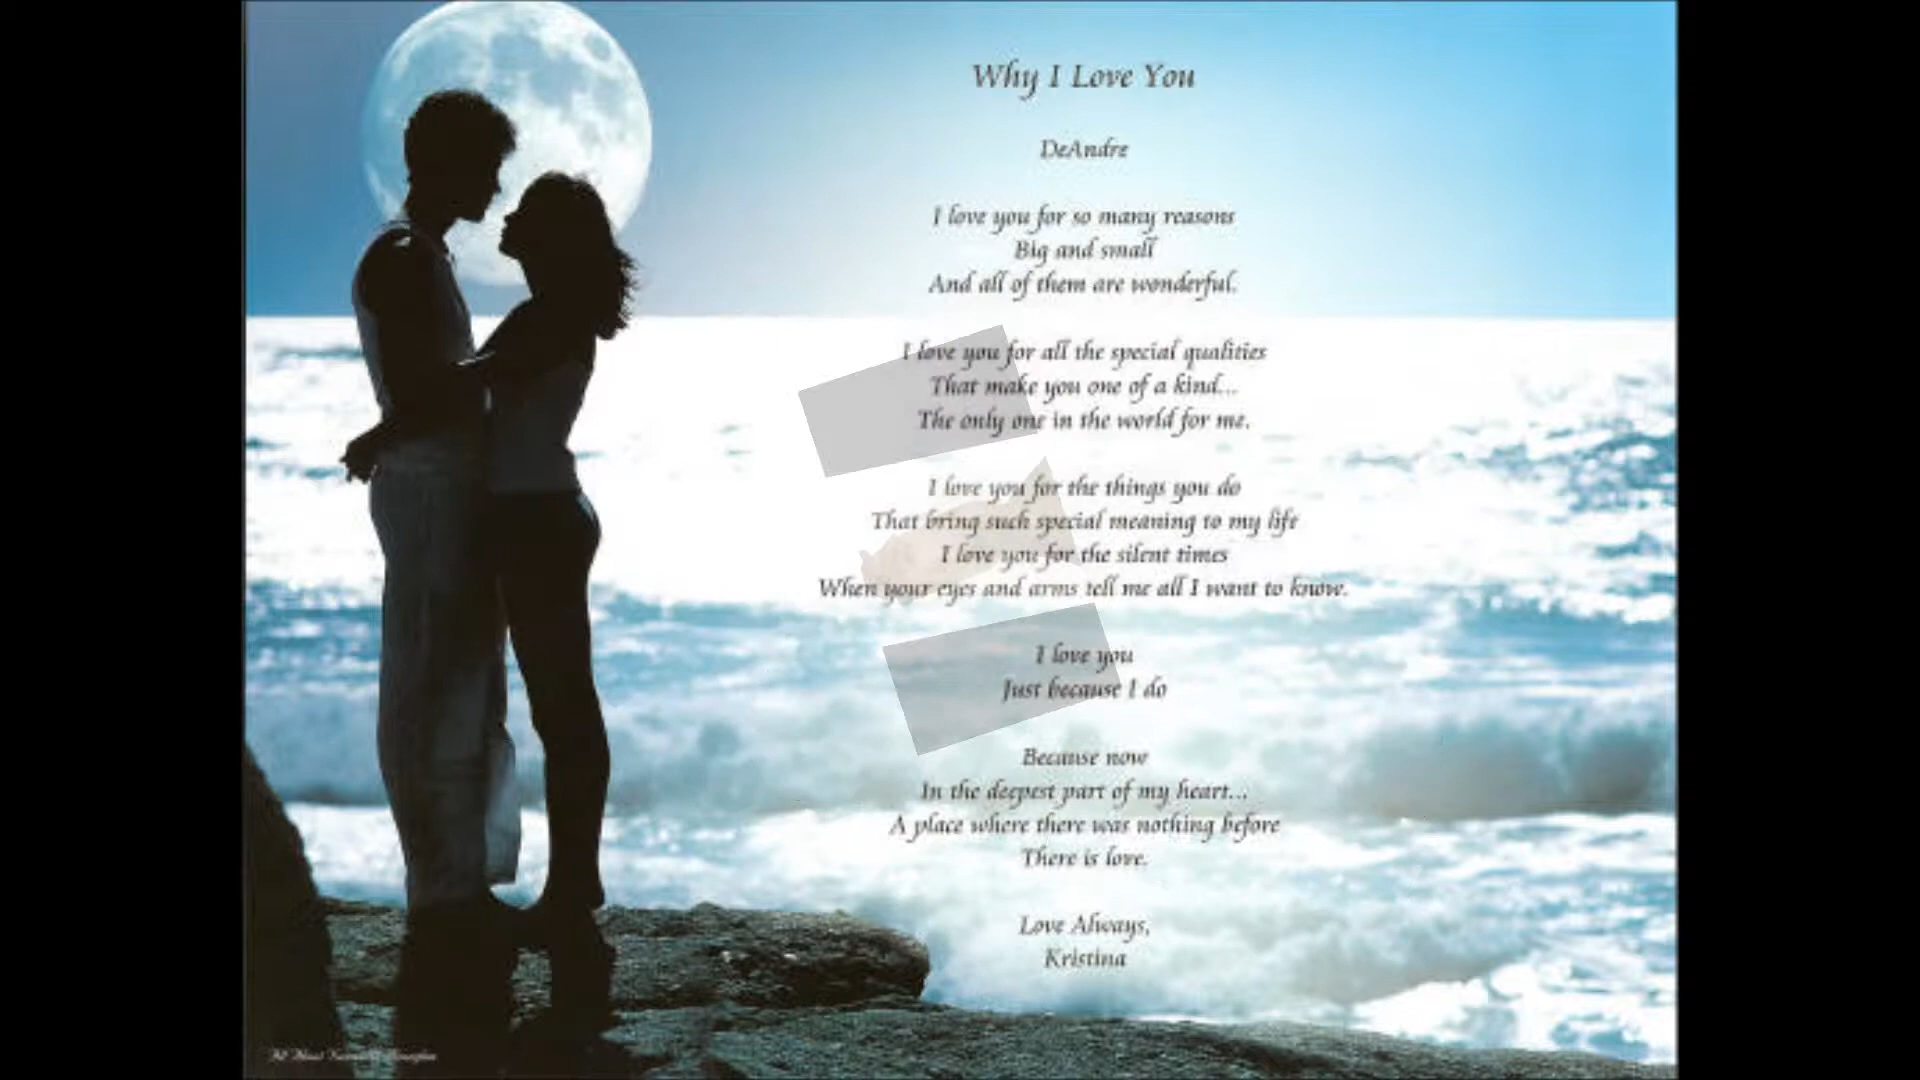 Why I Love You
DeAndre
I love you for so many reasons
Big and small
And all of them are wonderful.
I love you for all the special qualities
That make you one of a kind...
The only one in the world for me.
I love you for the things you do
That bring such special meaning to my life
I love you for the silent times
When your eyes and arms tell me all I want to know.
I love you
Just because I do
Because now
In the deepest part of my heart...
A place where there was nothing before
There is love.
Love Always,
Kristina